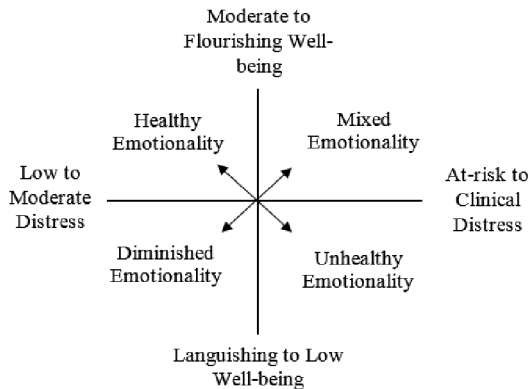 Moderate to
Flourishing Well-
being
Healthy
Emotionality
Mixed
Emotionality
Low to
Moderate
Distress
At-risk to
Clinical
Distress
Diminished
Emotionality
Unhealthy
Emotionality
Languishing to Low
Well-being